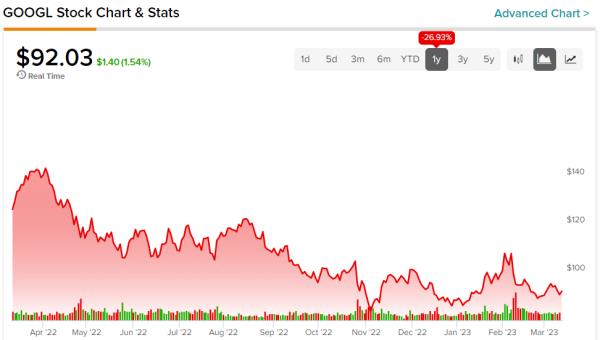 GOOGL Stock Chart & Stats
Advanced Chart >
-26.93%
$92.03 $1.40 (1.54%)
Real Time
1d 5d 3m 6m YTD 1y 3y 5y
$140
$120
$100
Apr '22 May '22 Jun '22 Jul '22 Aug '22 Sep '22 Oct '22 Nov '22 Dec '22 Jan '23 Feb '23 Mar '23